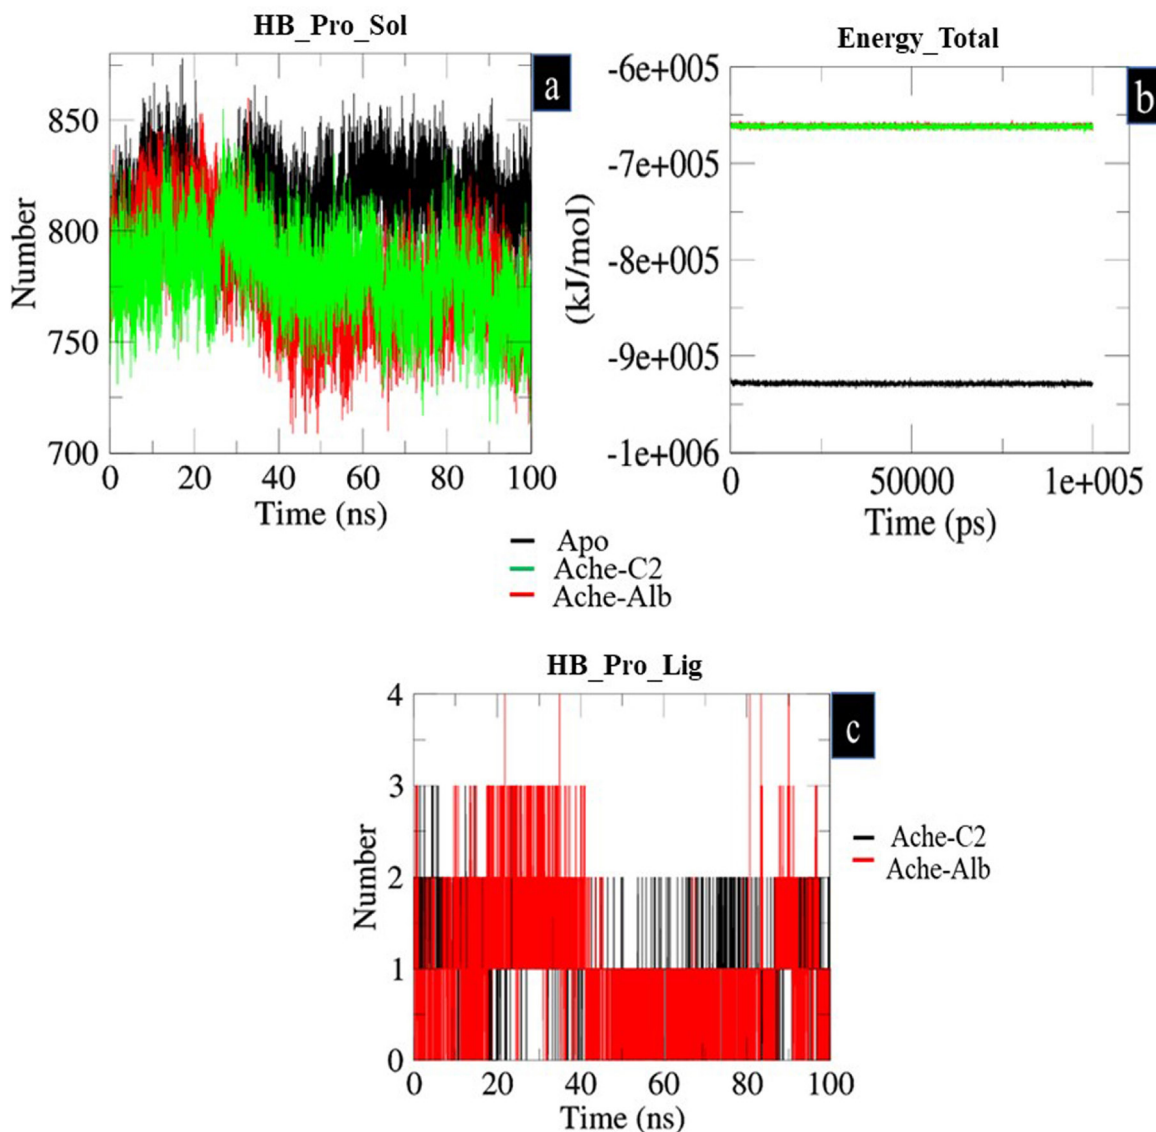 HB_Pro_Sol
a
850
800
750
700
Number
0 20 40 60 80 100
Time (ns)
Energy_Total
b
-6e+005
-7e+005
-8e+005
-9e+005
-1e+006
(kJ/mol)
0 50000 1e+005
Time (ps)
Apo
Ache-C2
Ache-Alb
HB_Pro_Lig
c
4
3
2
1
0
Number
0 20 40 60 80 100
Time (ns)
Ache-C2
Ache-Alb